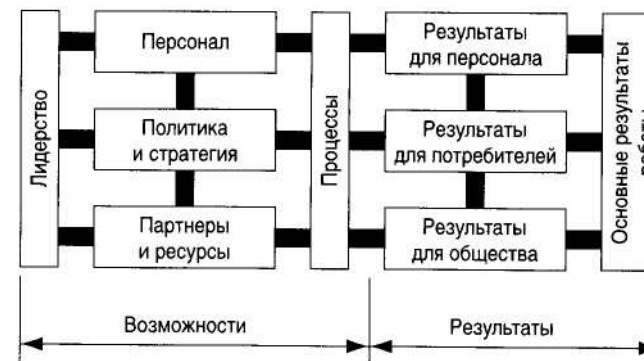 Лидерство
Персонал
Политика
и стратегия
Партнеры
и ресурсы
Процессы
Результаты
для персонала
Результаты
для потребителей
Результаты
для общества
Основные результаты
Возможности
Результаты